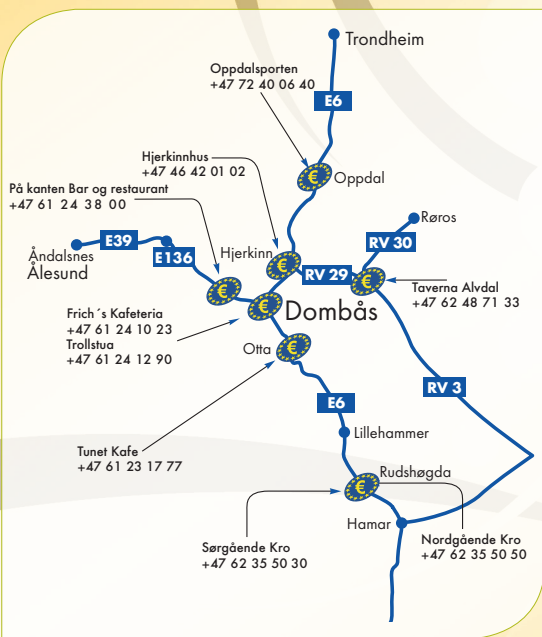 Trondheim
Oppdalsporten
+47 72 40 06 40
E6
Hjerkinnhus
+47 46 42 01 02
Oppdal
På kanten Bar og restaurant
+47 61 24 38 00
Røros
RV 30
E39
E136
Åndalsnes
Ålesund
Hjerkinn
RV 29
Taverna Alvdal
+47 62 48 71 33
Frich ´s Kafeteria
+47 61 24 10 23
Trollstua
+47 61 24 12 90
Dombås
Otta
RV 3
E6
Lillehammer
Tunet Kafe
+47 61 23 17 77
Rudshøgda
Hamar
Sørgående Kro
+47 62 35 50 30
Nordgående Kro
+47 62 35 50 50
€
€
€
€
€
€
€